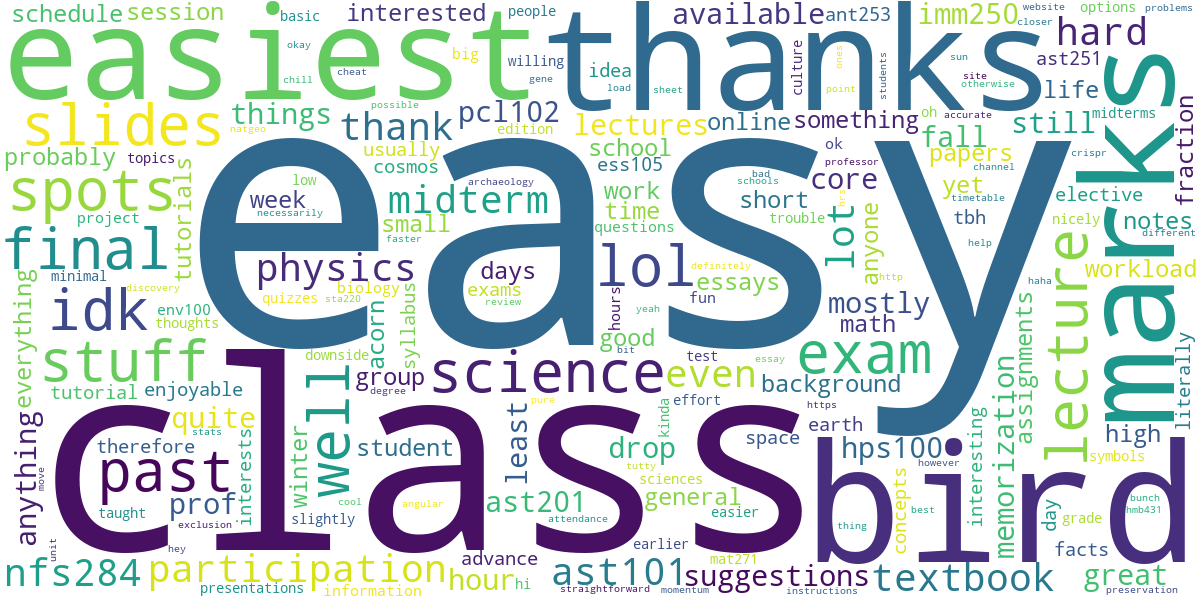 schedule
session
interested
basic
people
available
ant253
imm250
website
options
problems
closer
hard
easiest
thanks
okay
big
willing
chill
cheat
gene
idea
load
sheet
culture
ones
point
students
sun
site
otherwise
ast251
life
marks
fraction
slides
things
possible
natgeo
thank
pcl102
edition
lectures
online
something
oh
fall
accurate
still
midterms
probably
topics
tutorials
usually
cosmos
ess105
school
ok
professor
papers
channel
crispr
spots
low
week
archaeology
necessarily
midterm
work
time
bad
schools
short
core
hrs
yet
timetable
elective
project
small
questions
trouble
lot
anyone
tbh
help
nicely
notes
different
final
easy
physics
days
lol
definitely
essays
http
workload
minimal
discovery
everything
quizzes
sta220
biology
exams
review
hours
fun
mostly
haha
idk
env100
thoughts
acorn
syllabus
good
yeah
math
assignments
literally
stuff
downside
bit
test
essay
exam
lecture
tutorial
enjoyable
group
degree
science
even
background
memorization
quite
stats
pure
effort
https
earth
anything
therefore
interests
winter
well
student
least
drop
kinda
space
hps100
however
interesting
high
symbols
past
move
class
tutty
sciences
bird
prof
cool
angular
ast201
general
best
concepts
day
grade
bunch
hmb431
taught
exclusion
slightly
attendance
easier
thing
facts
unit
hey
advance
earlier
mat271
nfs284
participation
hour
hi
ast101
suggestions
textbook
great
presentations
information
straightforward
momentum
instructions
preservation
faster